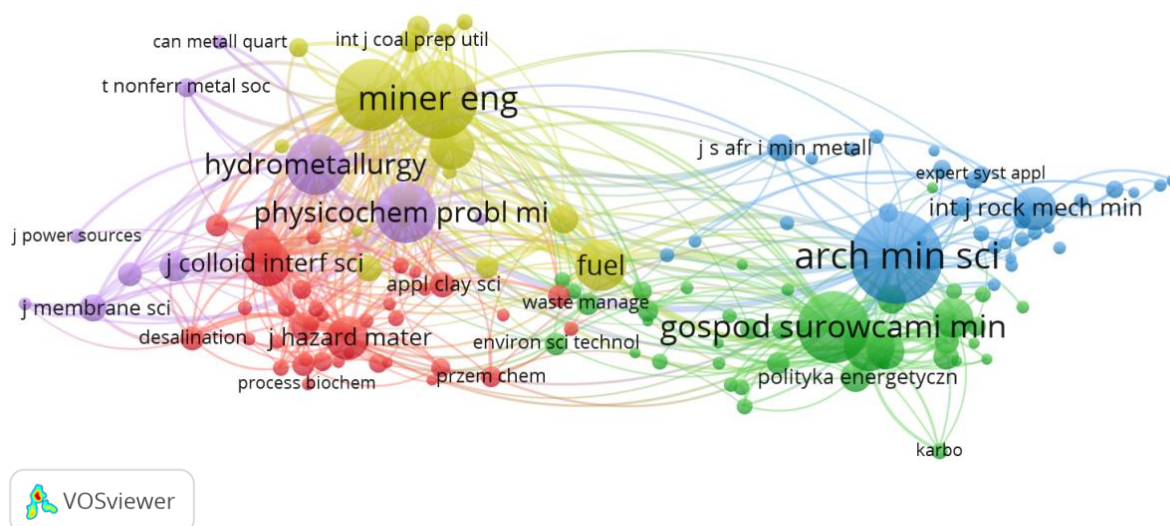 can metall quart
int j coal prep util
t nonferr metal soc
miner eng
j s afr i min metall
hydrometallurgy
expert syst appl
physicochem probl mi
int j rock mech min
j power sources
arch min sci
j colloid interf sci
fuel
appl clay sci
j membrane sci
waste manage
desalination
j hazard mater
environ sci technol
gospod surowcami min
process biochem
przem chem
polityka energetyczn
karbo
VOSviewer